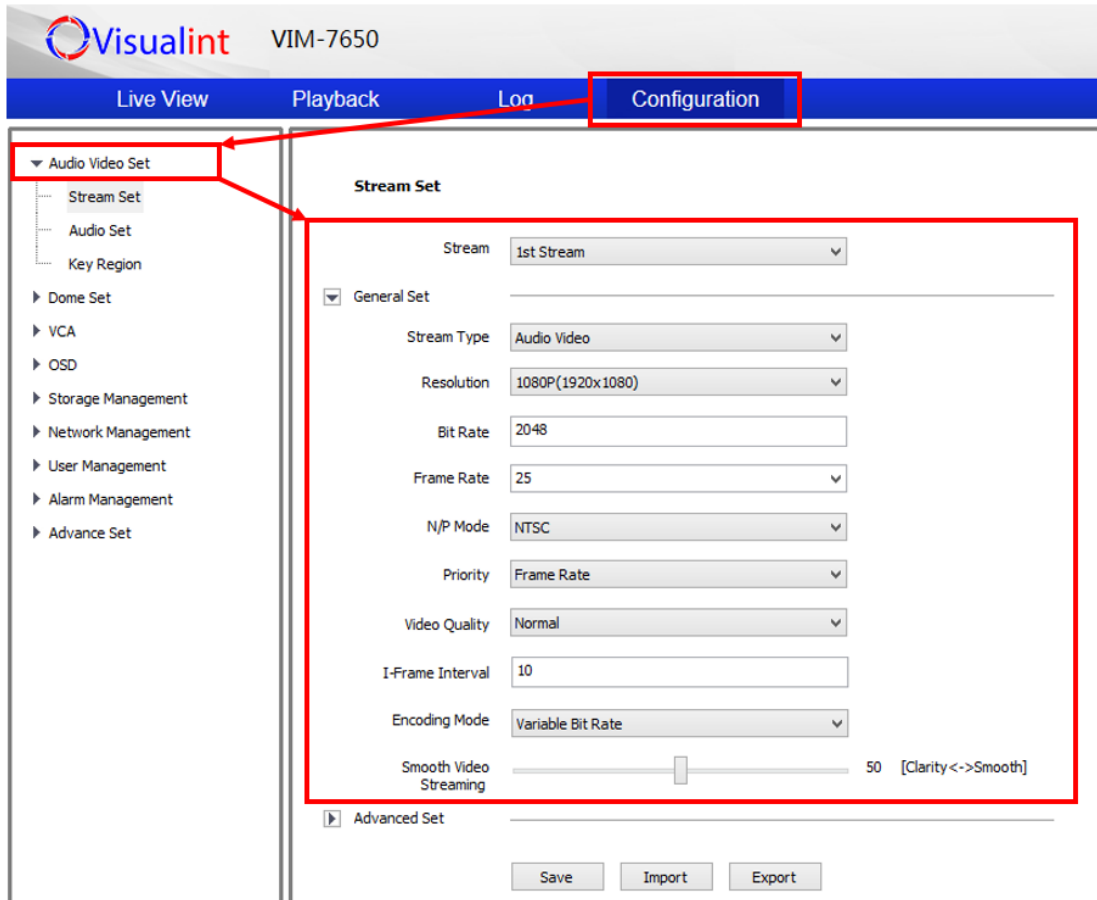 Visualint VIM-7650
Live View Playback Log Configuration
Audio Video Set
Stream Set
Audio Set
Key Region
Dome Set
VCA
OSD
Storage Management
Network Management
User Management
Alarm Management
Advance Set
Stream Set
Stream 1st Stream
General Set
Stream Type Audio Video
Resolution 1080P(1920x1080)
Bit Rate 2048
Frame Rate 25
N/P Mode NTSC
Priority Frame Rate
Video Quality Normal
I-Frame Interval 10
Encoding Mode Variable Bit Rate
Smooth Video
Streaming 50 [Clarity<->Smooth]
Advanced Set
Save Import Export